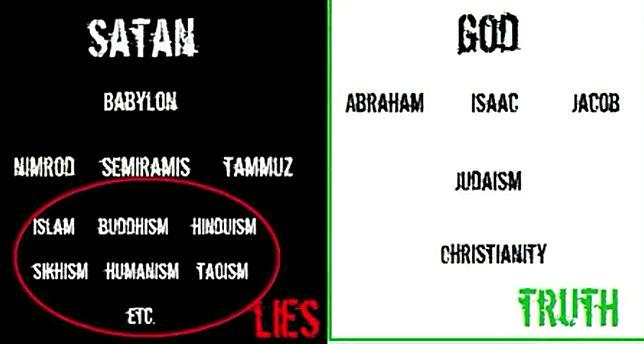 SATAN
BABYLON
NIMROD SEMIRAMIS TAMMUZ
ISLAM BUDDHISM HINDUISM
SIKHISM HUMANISM TAOISM
ETC.
LIES
GOD
ABRAHAM ISAAC JACOB
JUDAISM
CHRISTIANITY
TRUTH